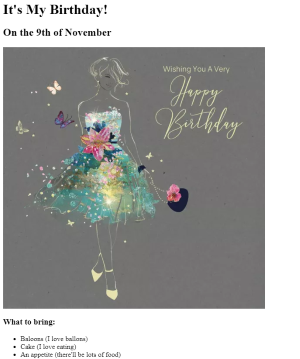 It's My Birthday!
On the 9th of November
Wishing You A Very
Happy
Birthday
What to bring:
Baloons (I love ballons)
Cake (I love eating)
An appetite (there'll be lots of food)